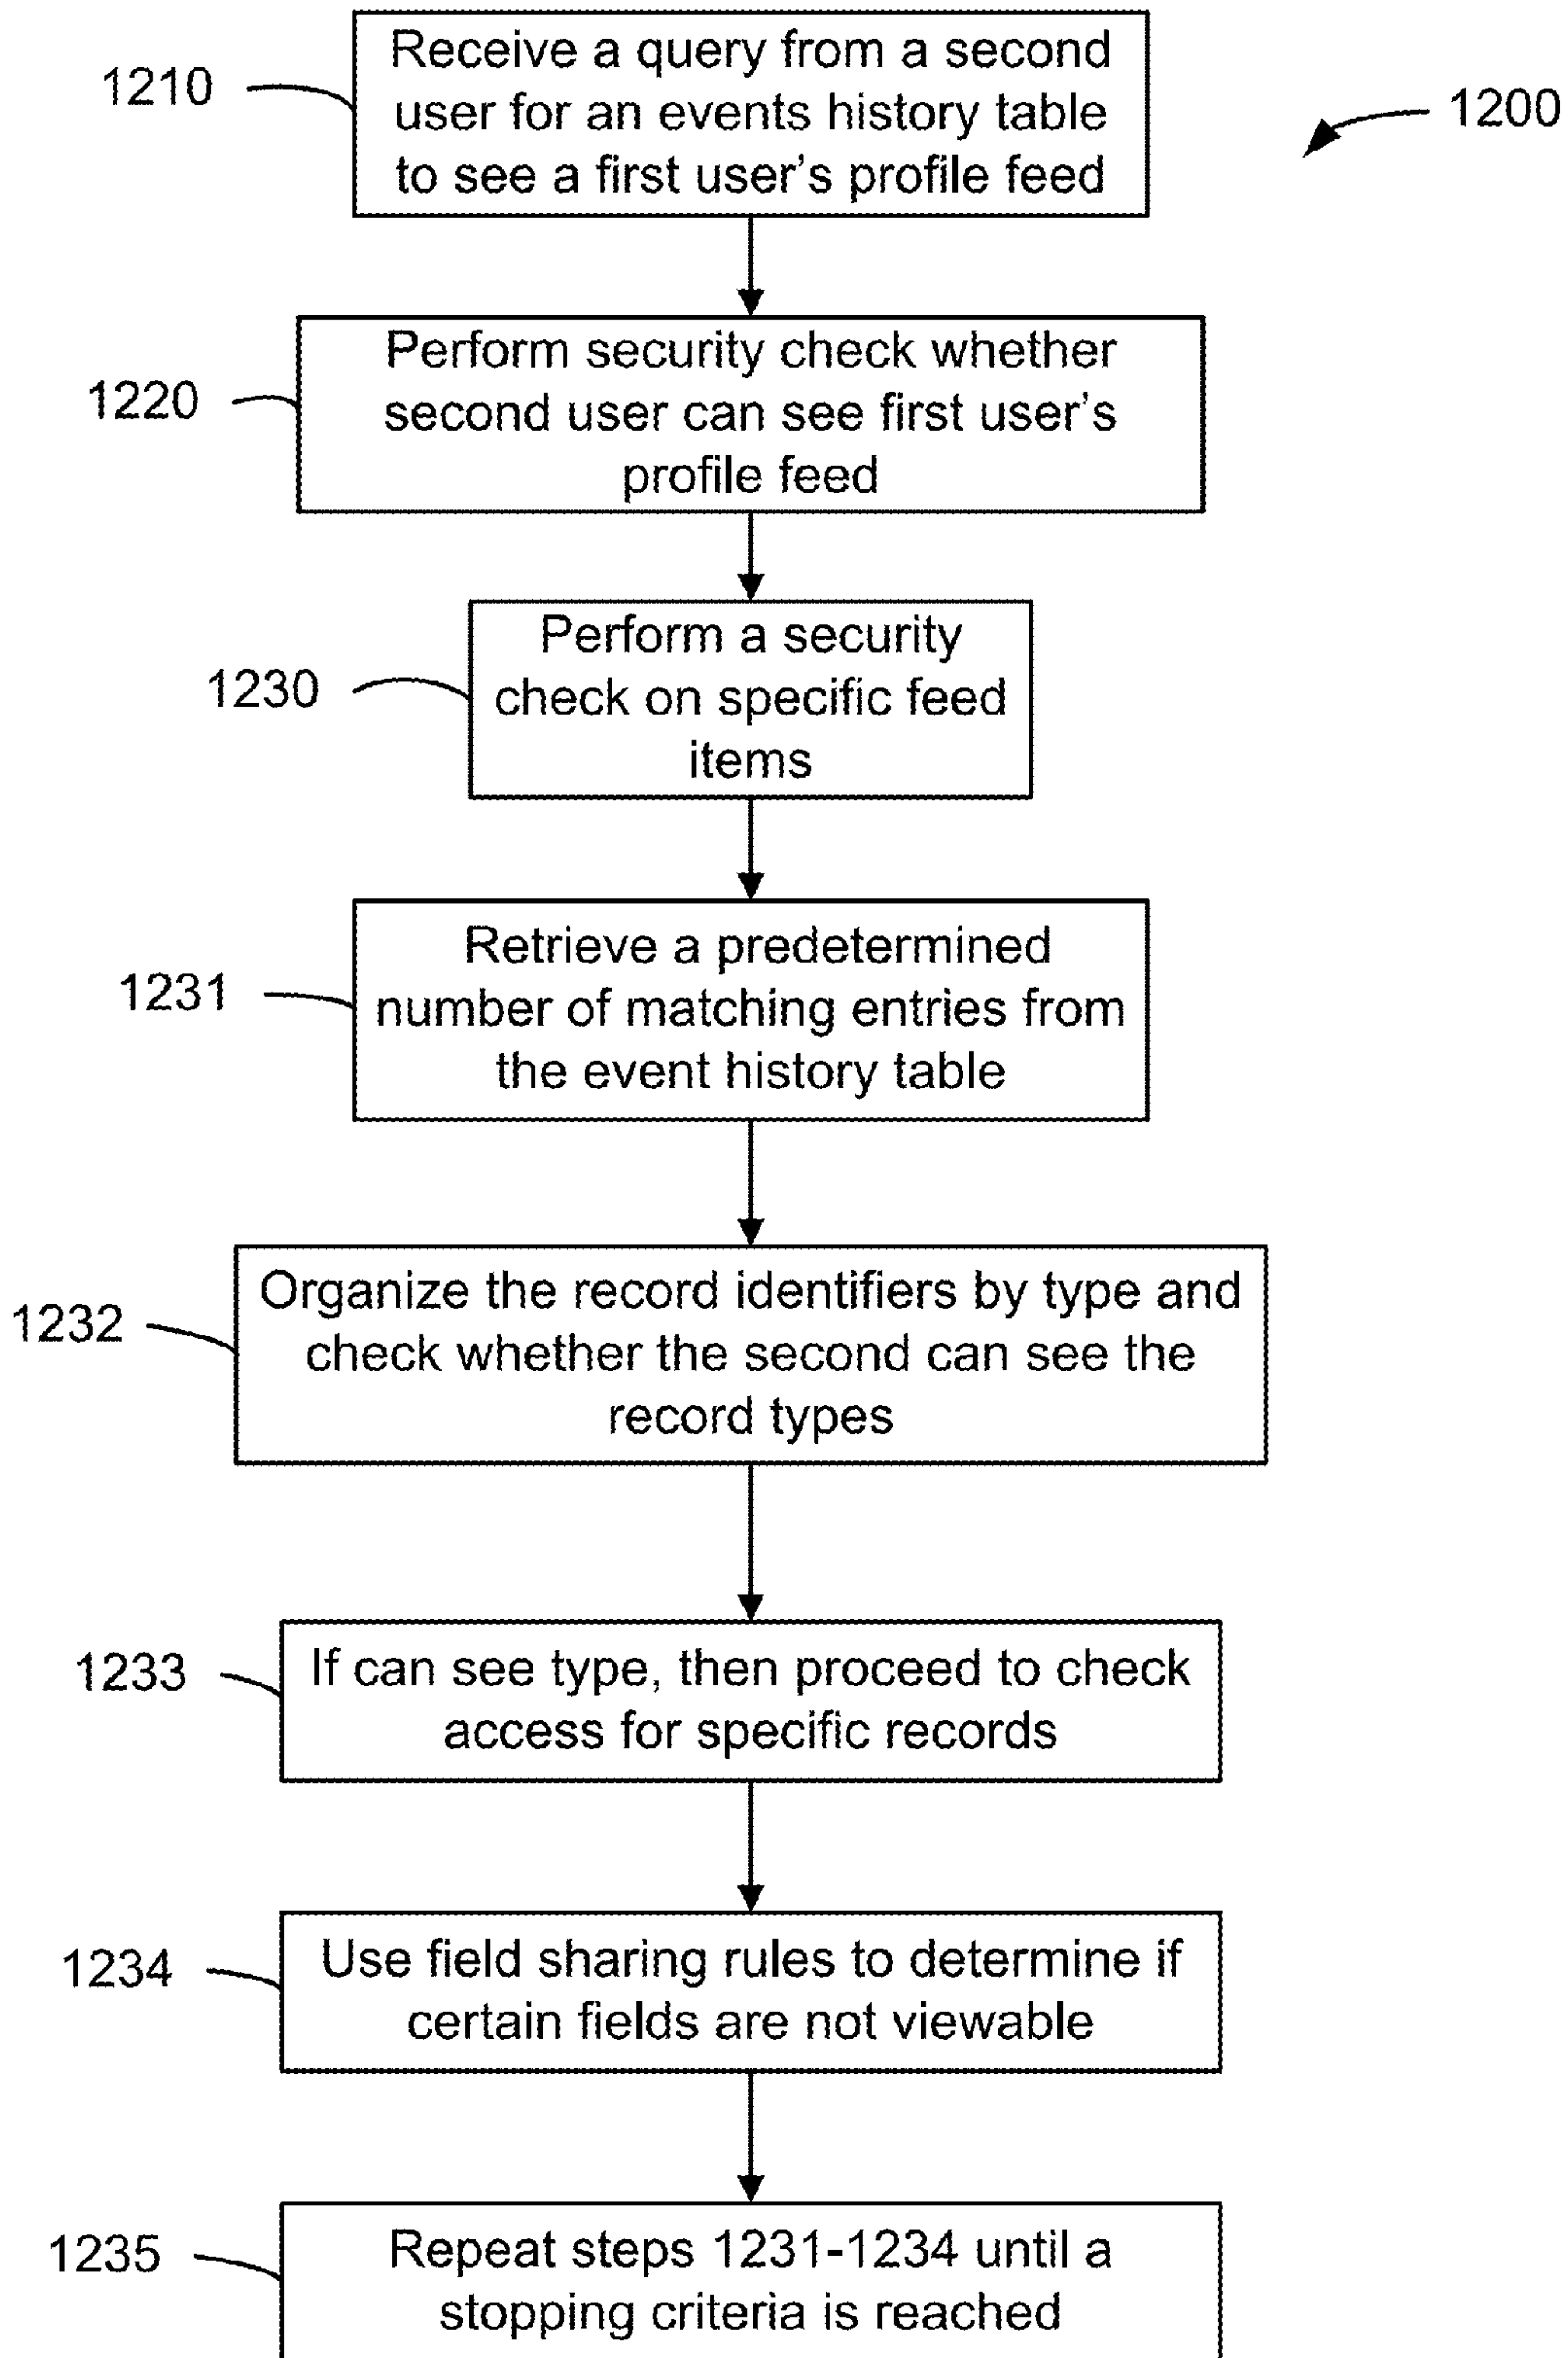 Receive a query from a second
1210
user for an events history table
1200
to see a first user's profile feed
Perform security check whether
1220
second user can see first user's
profile feed
Perform a security
1230
check on specific feed
items
Retrieve a predetermined
1231
number of matching entries from
the event history table
Organize the record identifiers by type and
1232
check whether the second can see the
record types
1233
If can see type, then proceed to check
access for specific records
1234
Use field sharing rules to determine if
certain fields are not viewable
1235
Repeat steps 1231-1234 until a
stopping criteria is reached